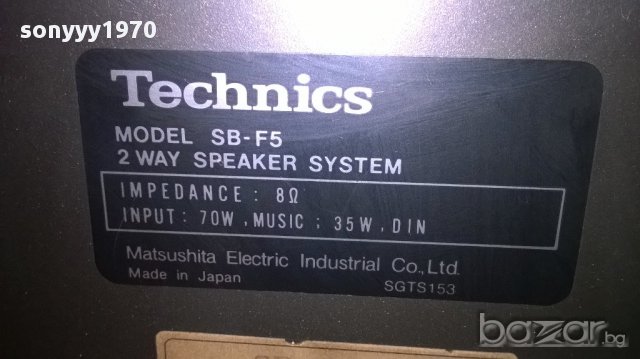 sonyyy1970
Technics
MODEL SB-F5
2 WAY SPEAKER SYSTEM
IMPEDANCE : 8Ω
INPUT : 70W , MUSIC ; 35W , DIN
Matsushita Electric Industrial Co., Ltd.
Made in Japan
SGTS153
bazar.bg